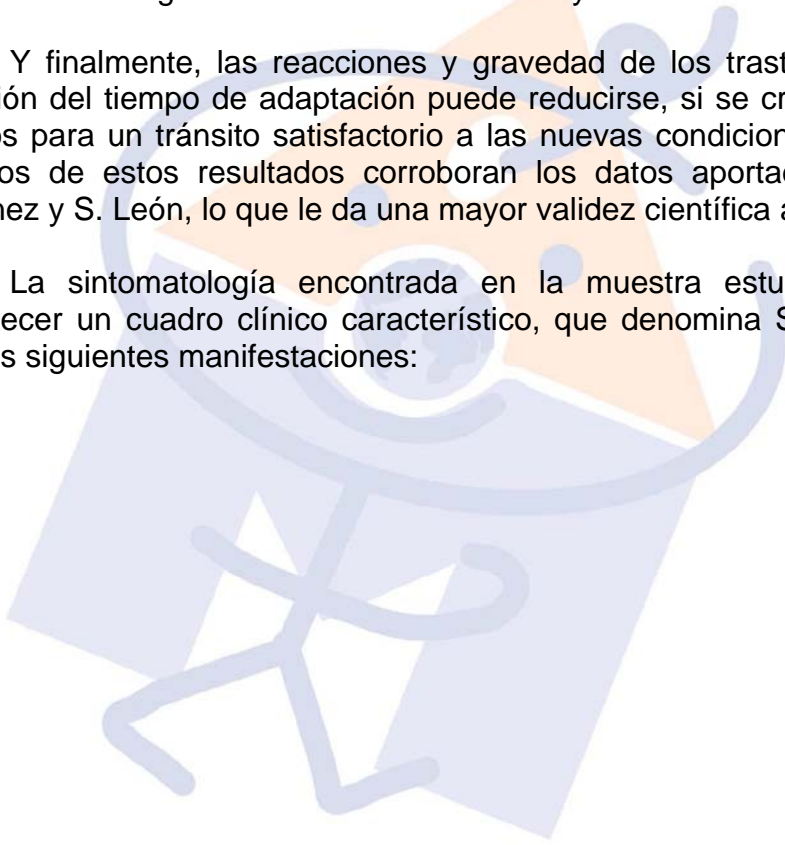 Y finalmente, las reacciones y gravedad de los trast
ión del tiempo de adaptación puede reducirse, si se cr
s para un tránsito satisfactorio a las nuevas condicion
os de estos resultados corroboran los datos aporta
nez y S. León, lo que le da una mayor validez científica a
La sintomatología encontrada en la muestra estu
ecer un cuadro clínico característico, que denomina S
s siguientes manifestaciones: